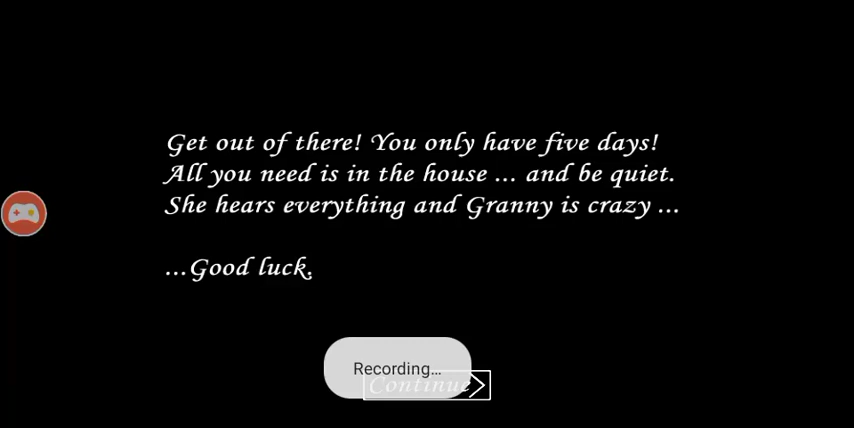 Get out of there! You only have five days!
All you need is in the house ... and be quiet.
She hears everything and Granny is crazy ...
...Good luck.
Recording...
Continue